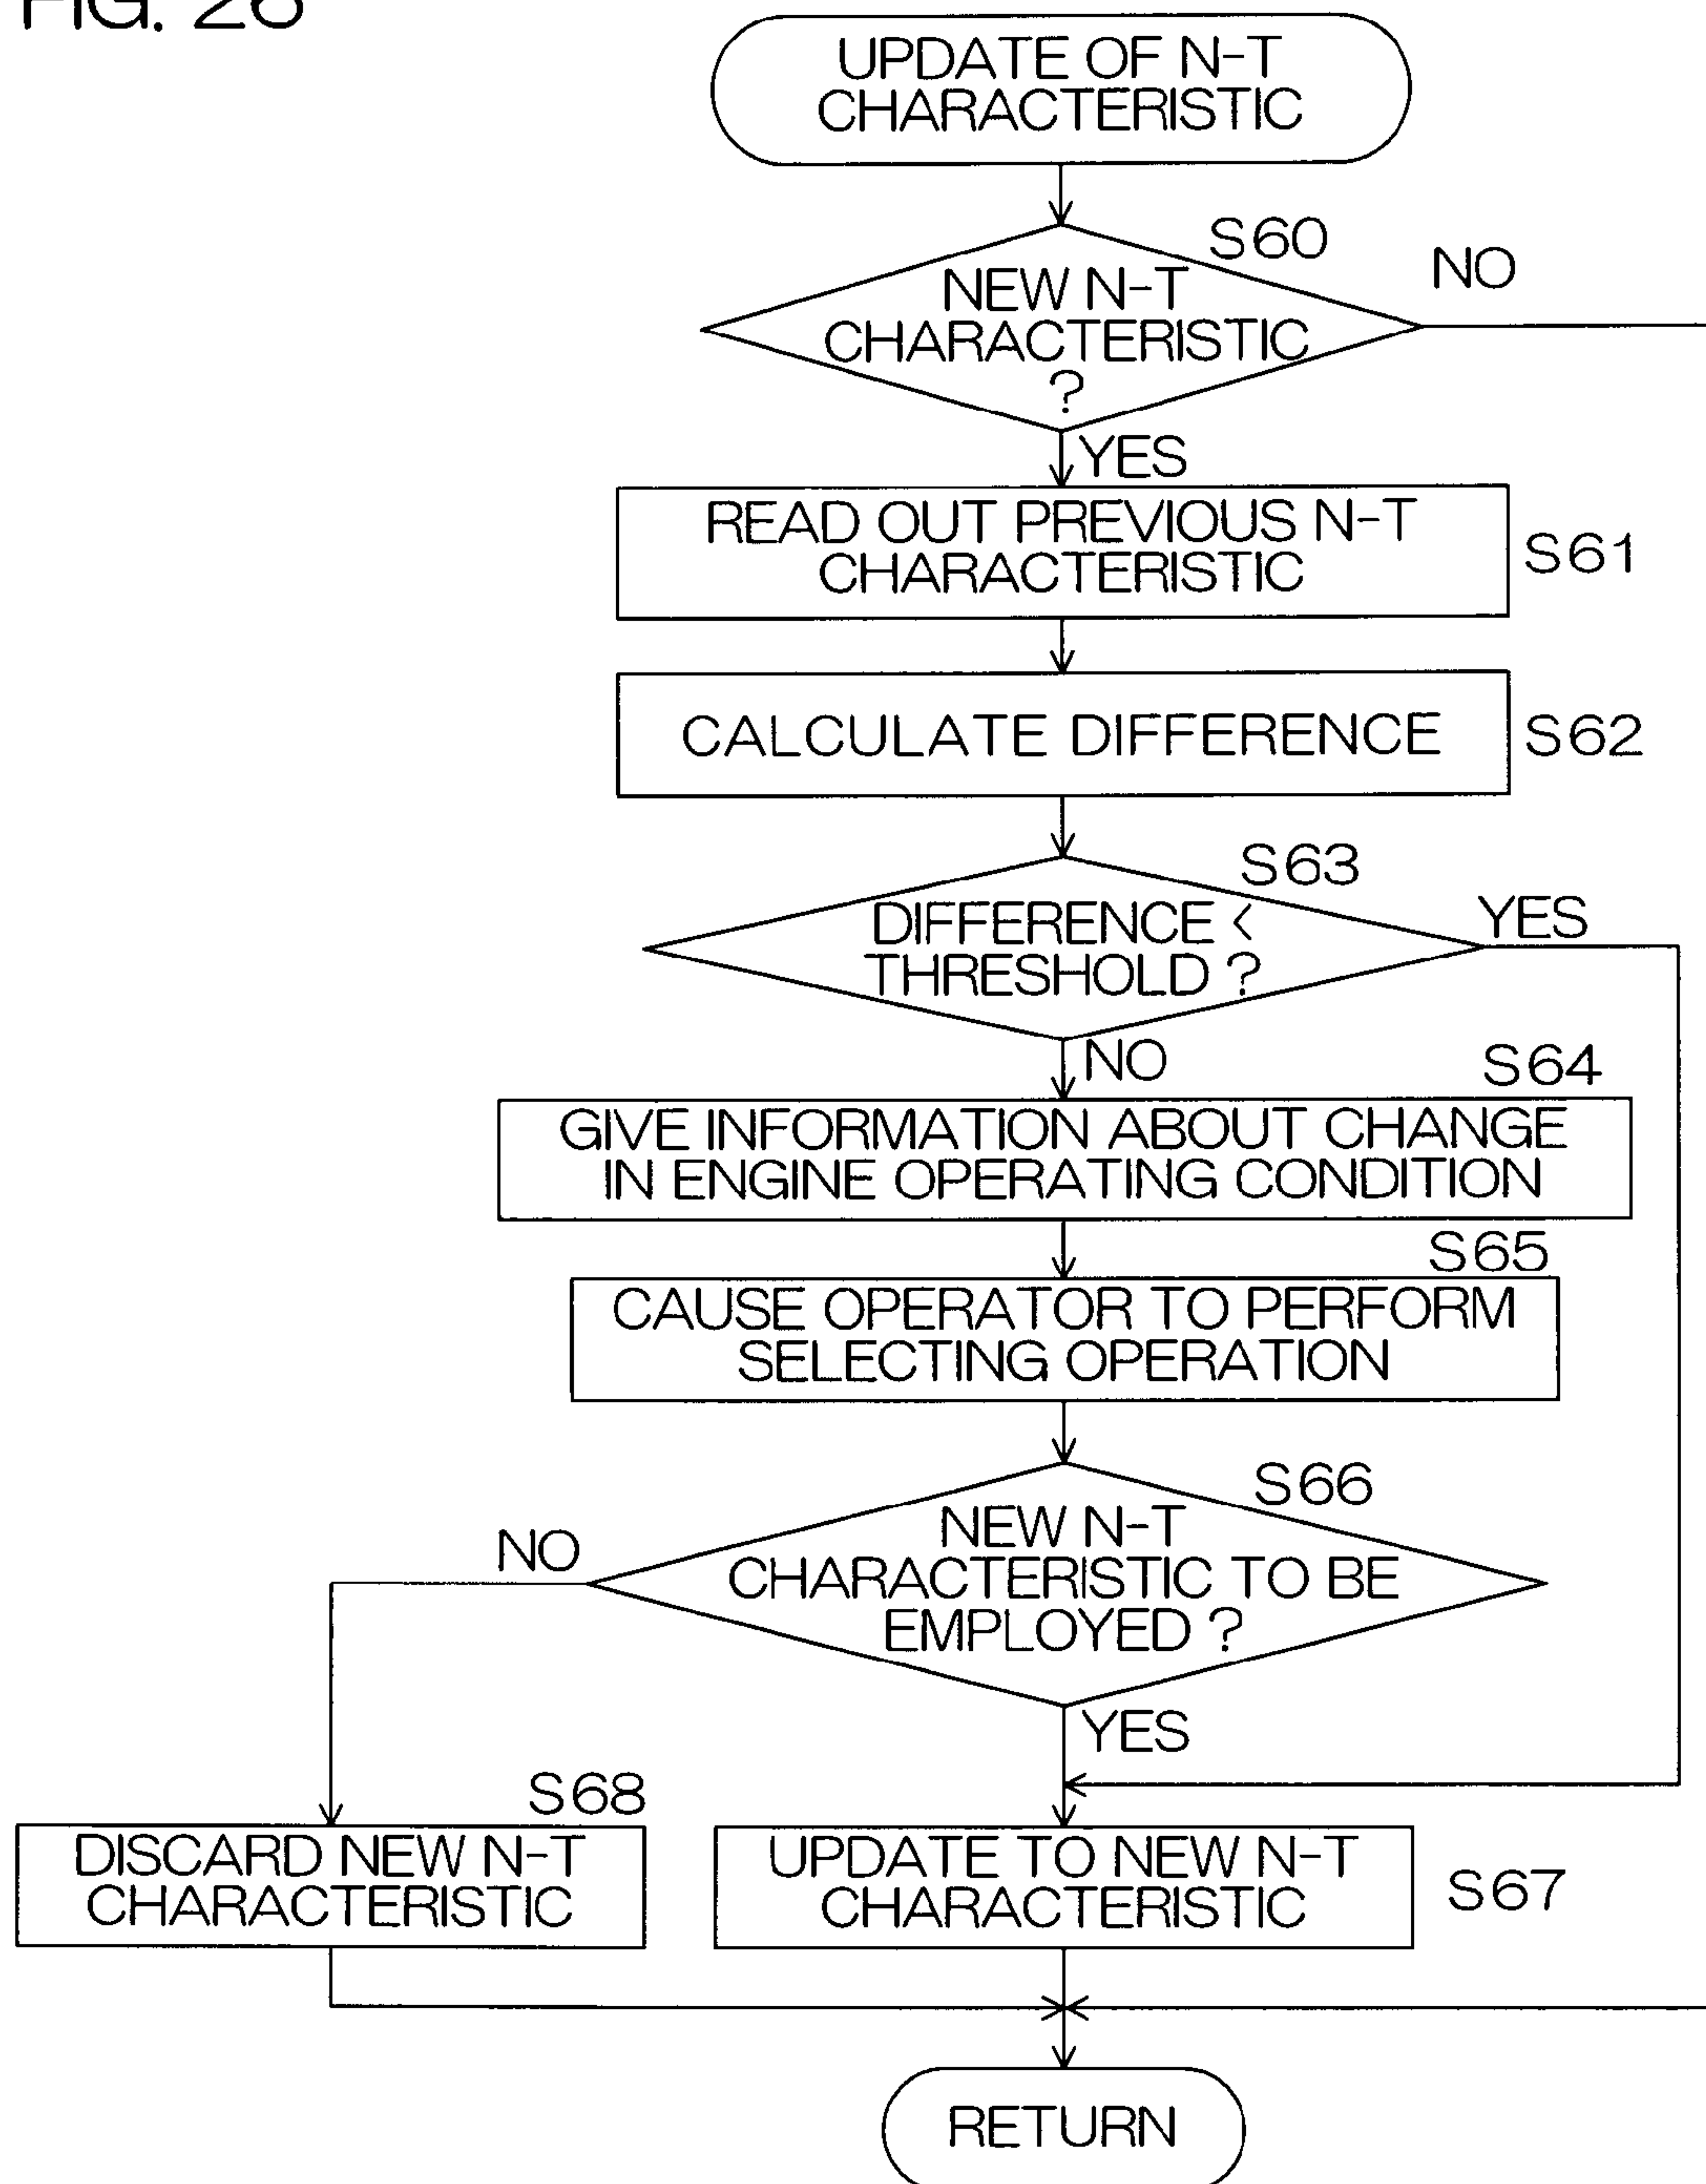 FIG.
UPDATE OF N-T
CHARACTERISTIC
S60
NO
NEW N-T
CHARACTERISTIC
?
YES
READ OUT PREVIOUS N-T
CHARACTERISTIC
S61
CALCULATE DIFFERENCE
S62
S63
YES
DIFFERENCE <
THRESHOLD ?
NO
S64
GIVE INFORMATION ABOUT CHANGE
IN ENGINE OPERATING CONDITION
S65
CAUSE OPERATOR TO PERFORM
SELECTING OPERATION
S66
NO
NEW N-T
CHARACTERISTIC TO BE
EMPLOYED ?
YES
S68
DISCARD NEW N-T
CHARACTERISTIC
UPDATE TO NEW N-T
CHARACTERISTIC
S67
RETURN